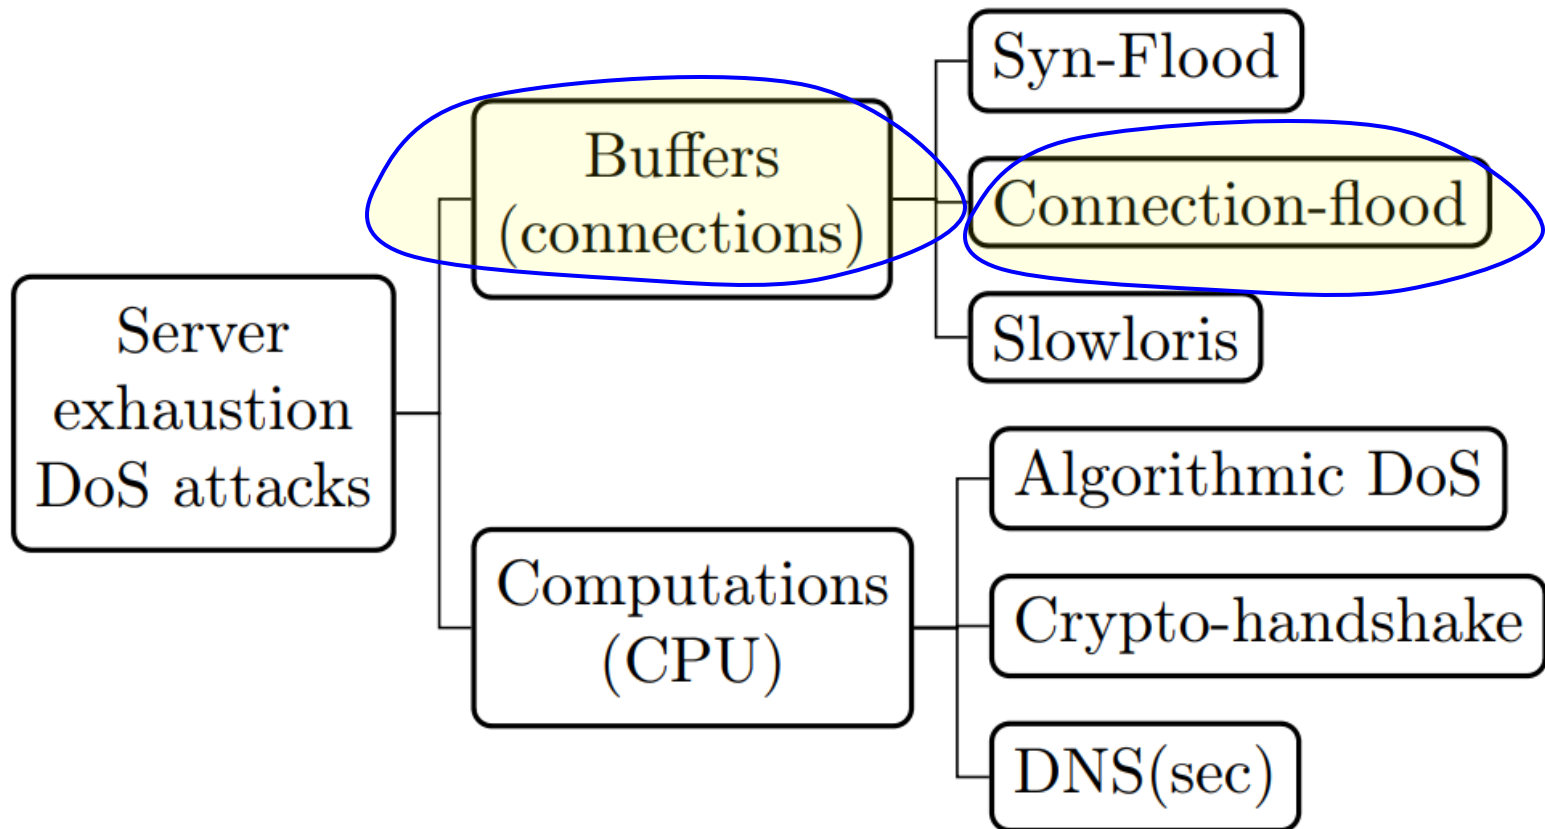 Server
exhaustion
DoS attacks
Buffers
(connections)
Syn-Flood
Connection-flood
Slowloris
Computations
(CPU)
Algorithmic DoS
Crypto-handshake
DNS(sec)